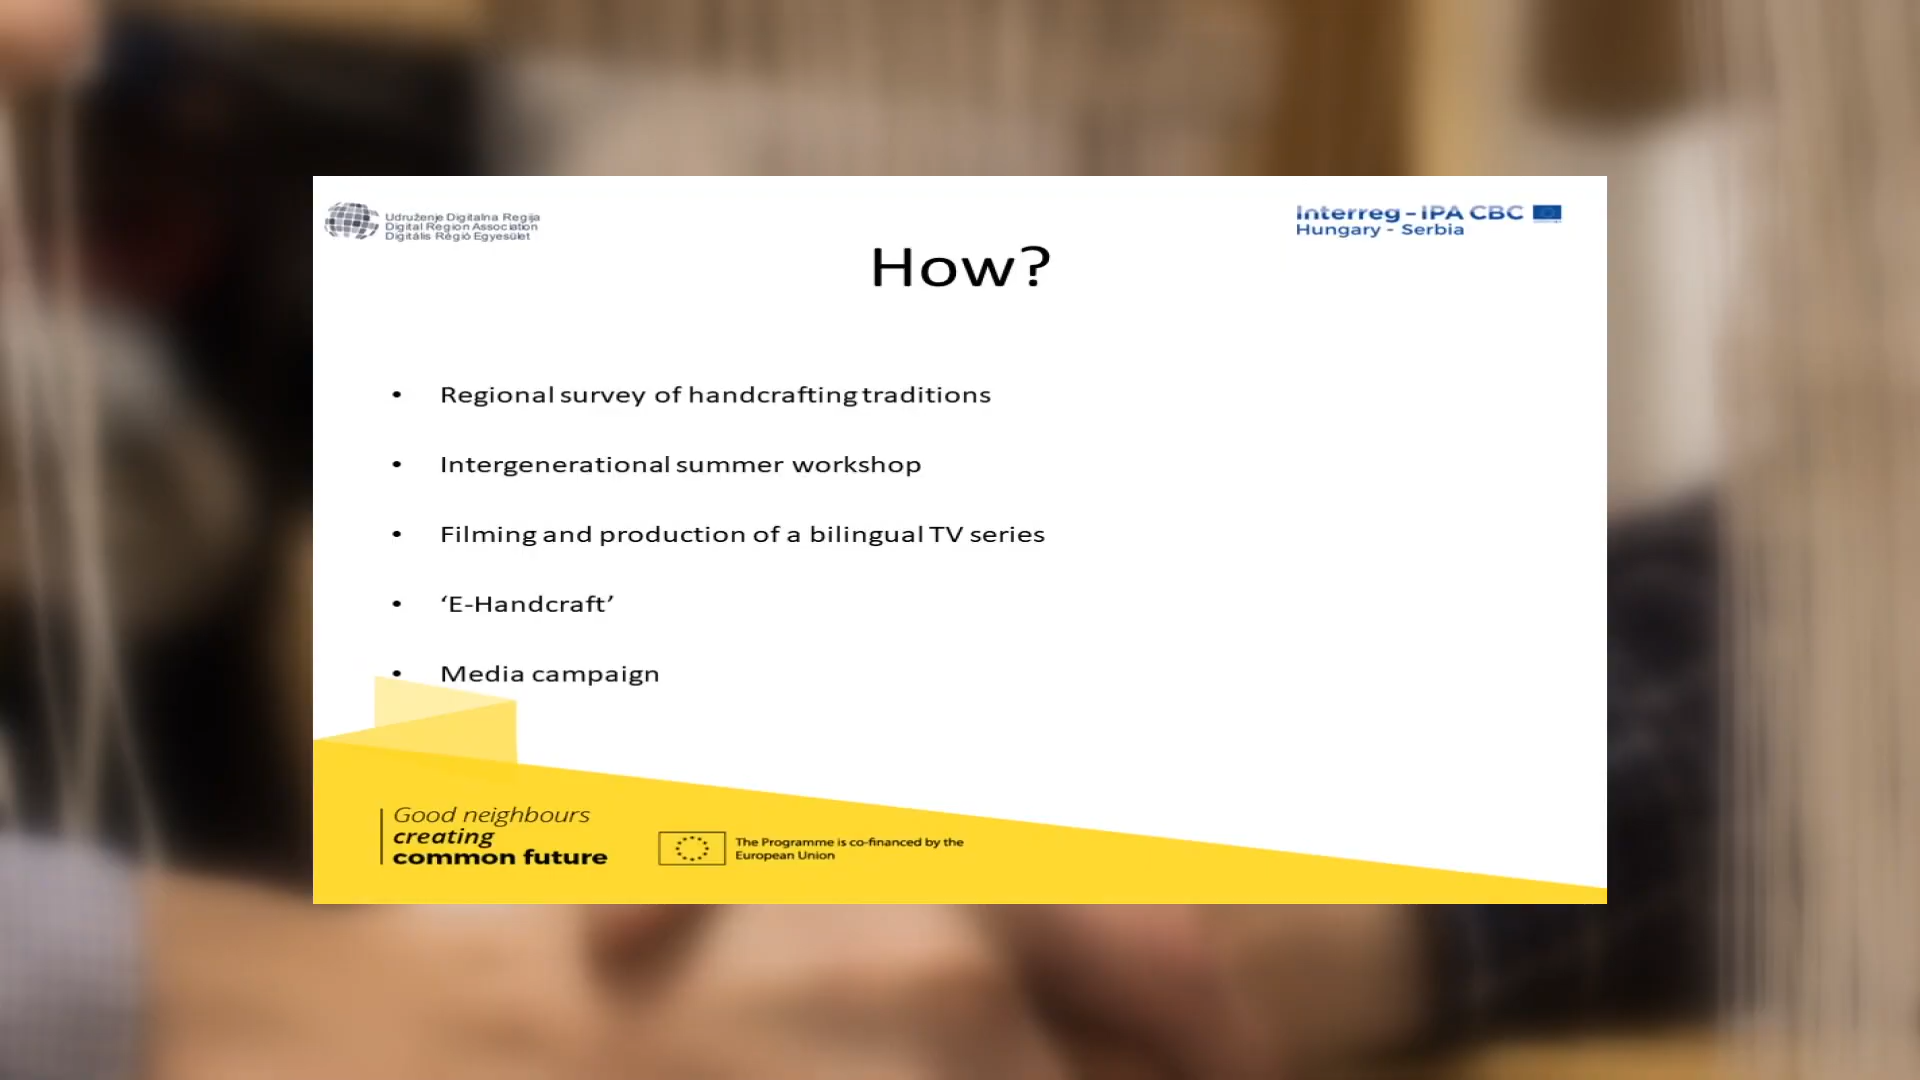 Udruženje Digitalna Regija
Digital Region Association
Digitális Régió Egyesület
Interreg - IPA CBC
Hungary - Serbia
How?
• Regional survey of handcrafting traditions
• Intergenerational summer workshop
• Filming and production of a bilingual TV series
• ‘E-Handcraft’
• Media campaign
Good neighbours
creating
common future
The Programme is co-financed by the
European Union